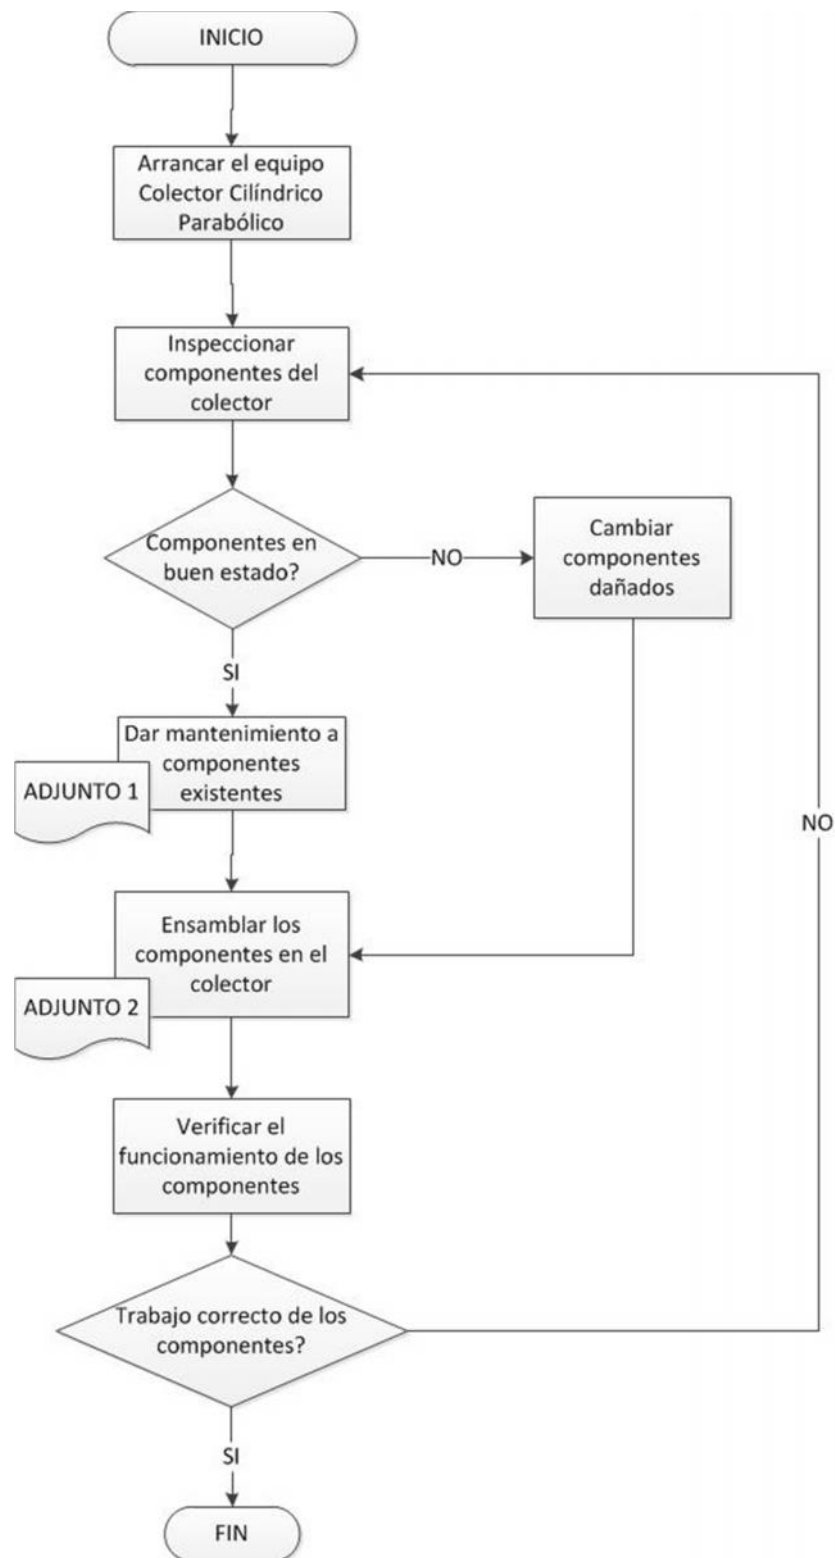 INICIO
Arrancar el equipo
Colector Cilíndrico
Parabólico
Inspeccionar
componentes del
colector
Componentes en
buen estado?
NO
Cambiar
componentes
dañados
SI
Dar mantenimiento a
componentes
existentes
ADJUNTO 1
NO
Ensamblar los
componentes en el
colector
ADJUNTO 2
Verificar el
funcionamiento de los
componentes
Trabajo correcto de los
componentes?
SI
FIN